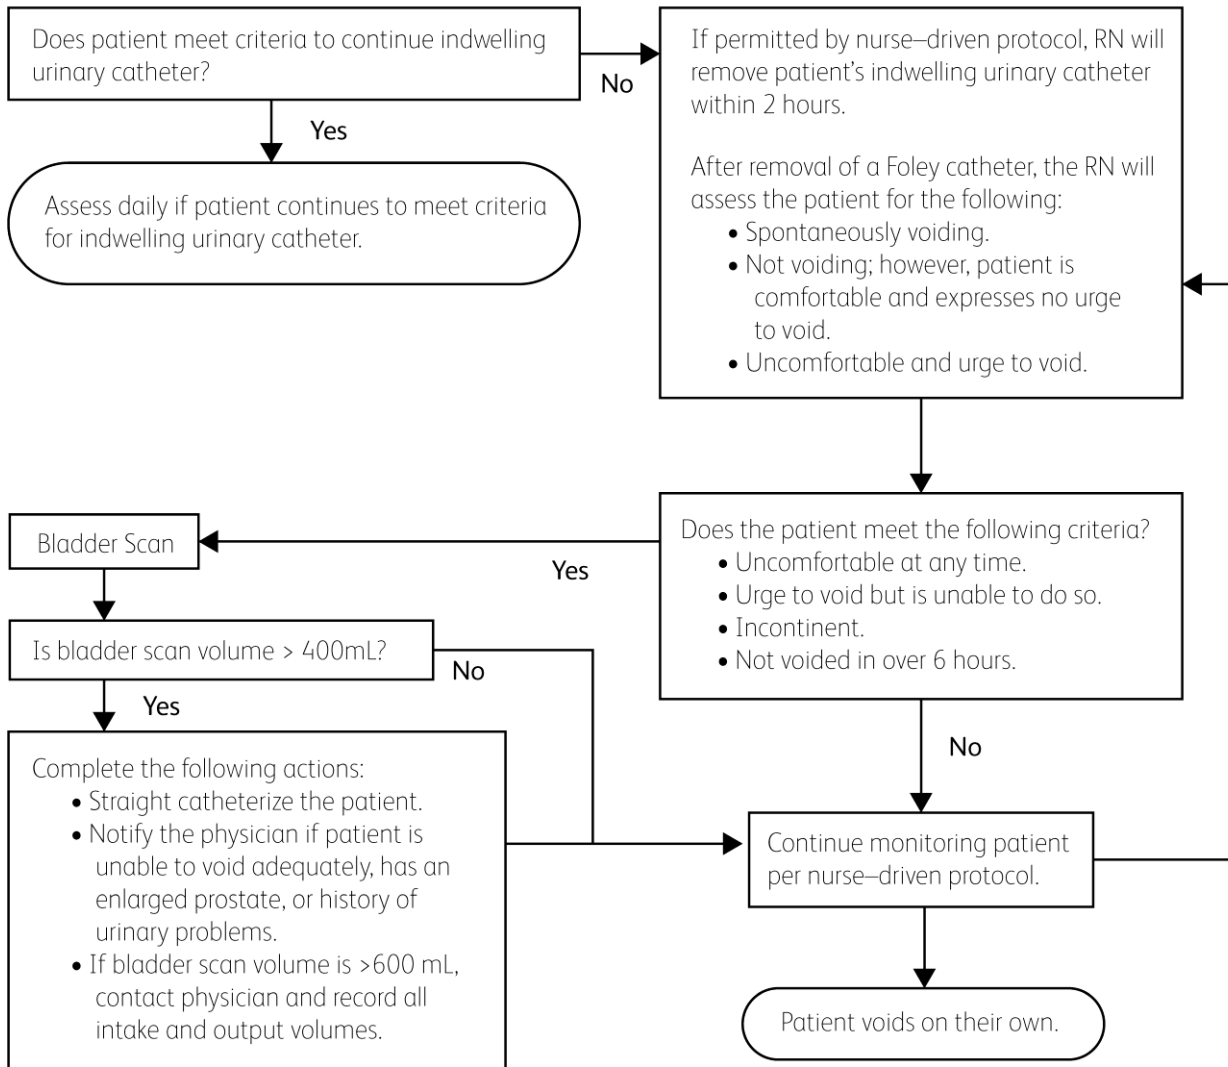 Does patient meet criteria to continue indwelling
urinary catheter?
No
Yes
Assess daily if patient continues to meet criteria
for indwelling urinary catheter.
If permitted by nurse–driven protocol, RN will
remove patient's indwelling urinary catheter
within 2 hours.
After removal of a Foley catheter, the RN will
assess the patient for the following:
• Spontaneously voiding.
• Not voiding; however, patient is
comfortable and expresses no urge
to void.
• Uncomfortable and urge to void.
Does the patient meet the following criteria?
• Uncomfortable at any time.
• Urge to void but is unable to do so.
• Incontinent.
• Not voided in over 6 hours.
Yes
Bladder Scan
Is bladder scan volume > 400mL?
No
Yes
Complete the following actions:
• Straight catheterize the patient.
• Notify the physician if patient is
unable to void adequately, has an
enlarged prostate, or history of
urinary problems.
• If bladder scan volume is >600 mL,
contact physician and record all
intake and output volumes.
No
Continue monitoring patient
per nurse–driven protocol.
Patient voids on their own.